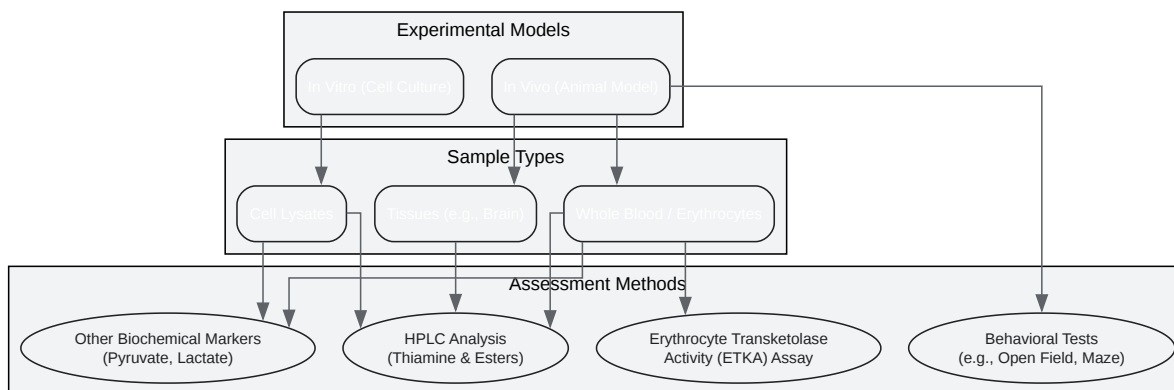 Experimental Models
In Vitro (Cell Culture)
In Vivo (Animal Model)
Sample Types
Cell Lysates
Tissues (e.g., Brain)
Whole Blood / Erythrocytes
Assessment Methods
Other Biochemical Markers
(Pyruvate, Lactate)
HPLC Analysis
(Thiamine & Esters)
Erythrocyte Transketolase
Activity (ETKA) Assay
Behavioral Tests
(e.g., Open Field, Maze)